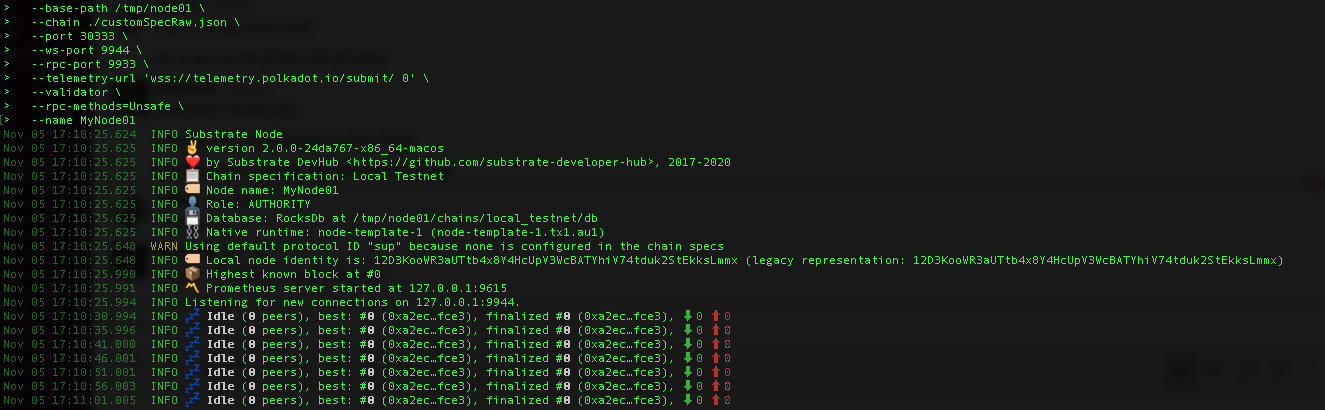 >   --base-path /tmp/node01 \
>   --chain ./customSpecRaw.json \
>   --port 30333 \
>   --ws-port 9944 \
>   --rpc-port 9933 \
>   --telemetry-url 'wss://telemetry.polkadot.io/submit/ 0' \
>   --validator \
>   --rpc-methods=Unsafe \
[>   --name MyNode01
Nov 05 17:10:25.624  INFO Substrate Node
Nov 05 17:10:25.625  INFO ✌️ version 2.0.0-24da767-x86_64-macos
Nov 05 17:10:25.625  INFO ❤️ by Substrate DevHub <https://github.com/substrate-developer-hub>, 2017-2020
Nov 05 17:10:25.625  INFO 📋 Chain specification: Local Testnet
Nov 05 17:10:25.625  INFO 🏷 Node name: MyNode01
Nov 05 17:10:25.625  INFO 👤 Role: AUTHORITY
Nov 05 17:10:25.625  INFO 💾 Database: RocksDb at /tmp/node01/chains/local_testnet/db
Nov 05 17:10:25.625  INFO ⛓ Native runtime: node-template-1 (node-template-1.tx1.au1)
Nov 05 17:10:25.648  WARN Using default protocol ID "sup" because none is configured in the chain specs
Nov 05 17:10:25.648  INFO 🏷 Local node identity is: 12D3KooWR3aUTtb4x8Y4HcUpV3WcBATYhiV74tduk2StEkksLmmx (legacy representation: 12D3KooWR3aUTtb4x8Y4HcUpV3WcBATYhiV74tduk2StEkksLmmx)
Nov 05 17:10:25.990  INFO 📦 Highest known block at #0
Nov 05 17:10:25.991  INFO 〽️ Prometheus server started at 127.0.0.1:9615
Nov 05 17:10:25.994  INFO Listening for new connections on 127.0.0.1:9944.
Nov 05 17:10:30.994  INFO 💤 Idle (0 peers), best: #0 (0xa2ec…fce3), finalized #0 (0xa2ec…fce3), ⬇ 0 ⬆ 0
Nov 05 17:10:35.996  INFO 💤 Idle (0 peers), best: #0 (0xa2ec…fce3), finalized #0 (0xa2ec…fce3), ⬇ 0 ⬆ 0
Nov 05 17:10:41.000  INFO 💤 Idle (0 peers), best: #0 (0xa2ec…fce3), finalized #0 (0xa2ec…fce3), ⬇ 0 ⬆ 0
Nov 05 17:10:46.001  INFO 💤 Idle (0 peers), best: #0 (0xa2ec…fce3), finalized #0 (0xa2ec…fce3), ⬇ 0 ⬆ 0
Nov 05 17:10:51.001  INFO 💤 Idle (0 peers), best: #0 (0xa2ec…fce3), finalized #0 (0xa2ec…fce3), ⬇ 0 ⬆ 0
Nov 05 17:10:56.003  INFO 💤 Idle (0 peers), best: #0 (0xa2ec…fce3), finalized #0 (0xa2ec…fce3), ⬇ 0 ⬆ 0
Nov 05 17:11:01.005  INFO 💤 Idle (0 peers), best: #0 (0xa2ec…fce3), finalized #0 (0xa2ec…fce3), ⬇ 0 ⬆ 0